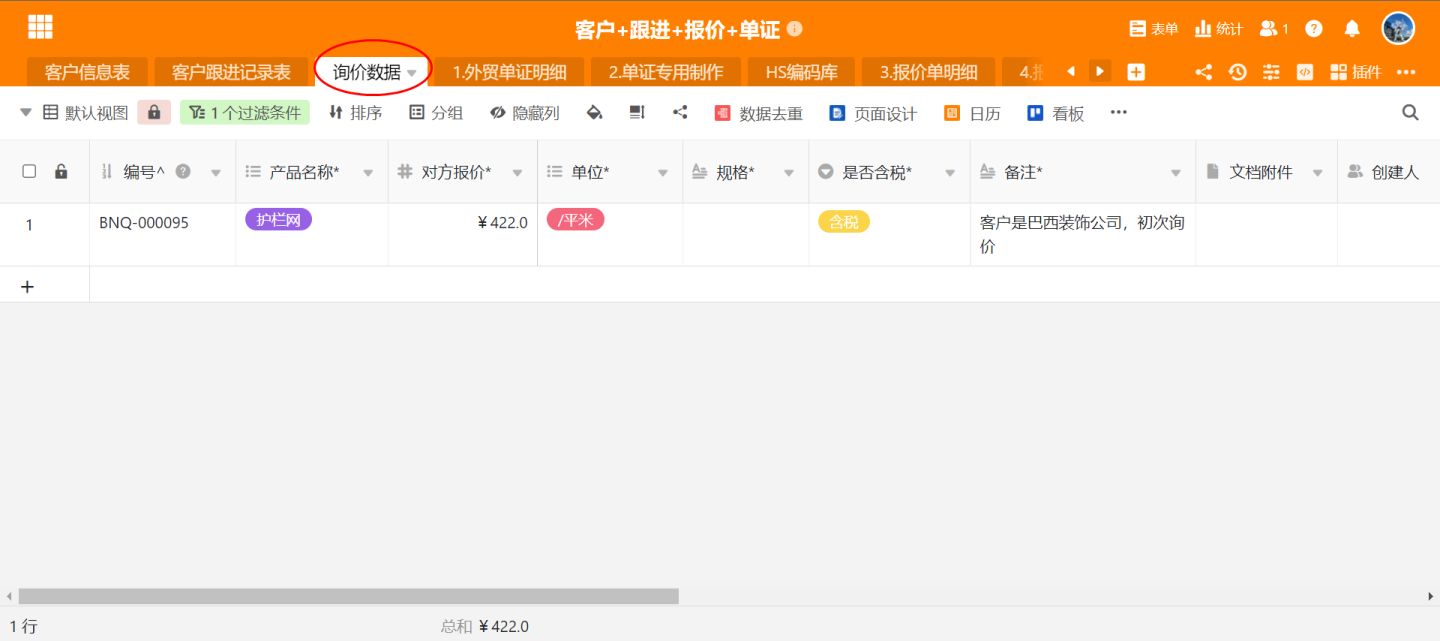 客户+跟进+报价+单证
表单 统计 1
客户信息表 客户跟进记录表 询价数据 1.外贸单证明细 2.单证专用制作 HS编码库 3.报价单明细 4. 插件
默认视图 1 个过滤条件 排序 分组 隐藏列 数据去重 页面设计 日历 看板
编号^ 产品名称* 对方报价* 单位* 规格* 是否含税* 备注* 文档附件 创建人
1 BNQ-000095 护栏网 ¥422.0 /平米 含税 客户是巴西装饰公司，初次询
价
1 行 总和 ¥422.0